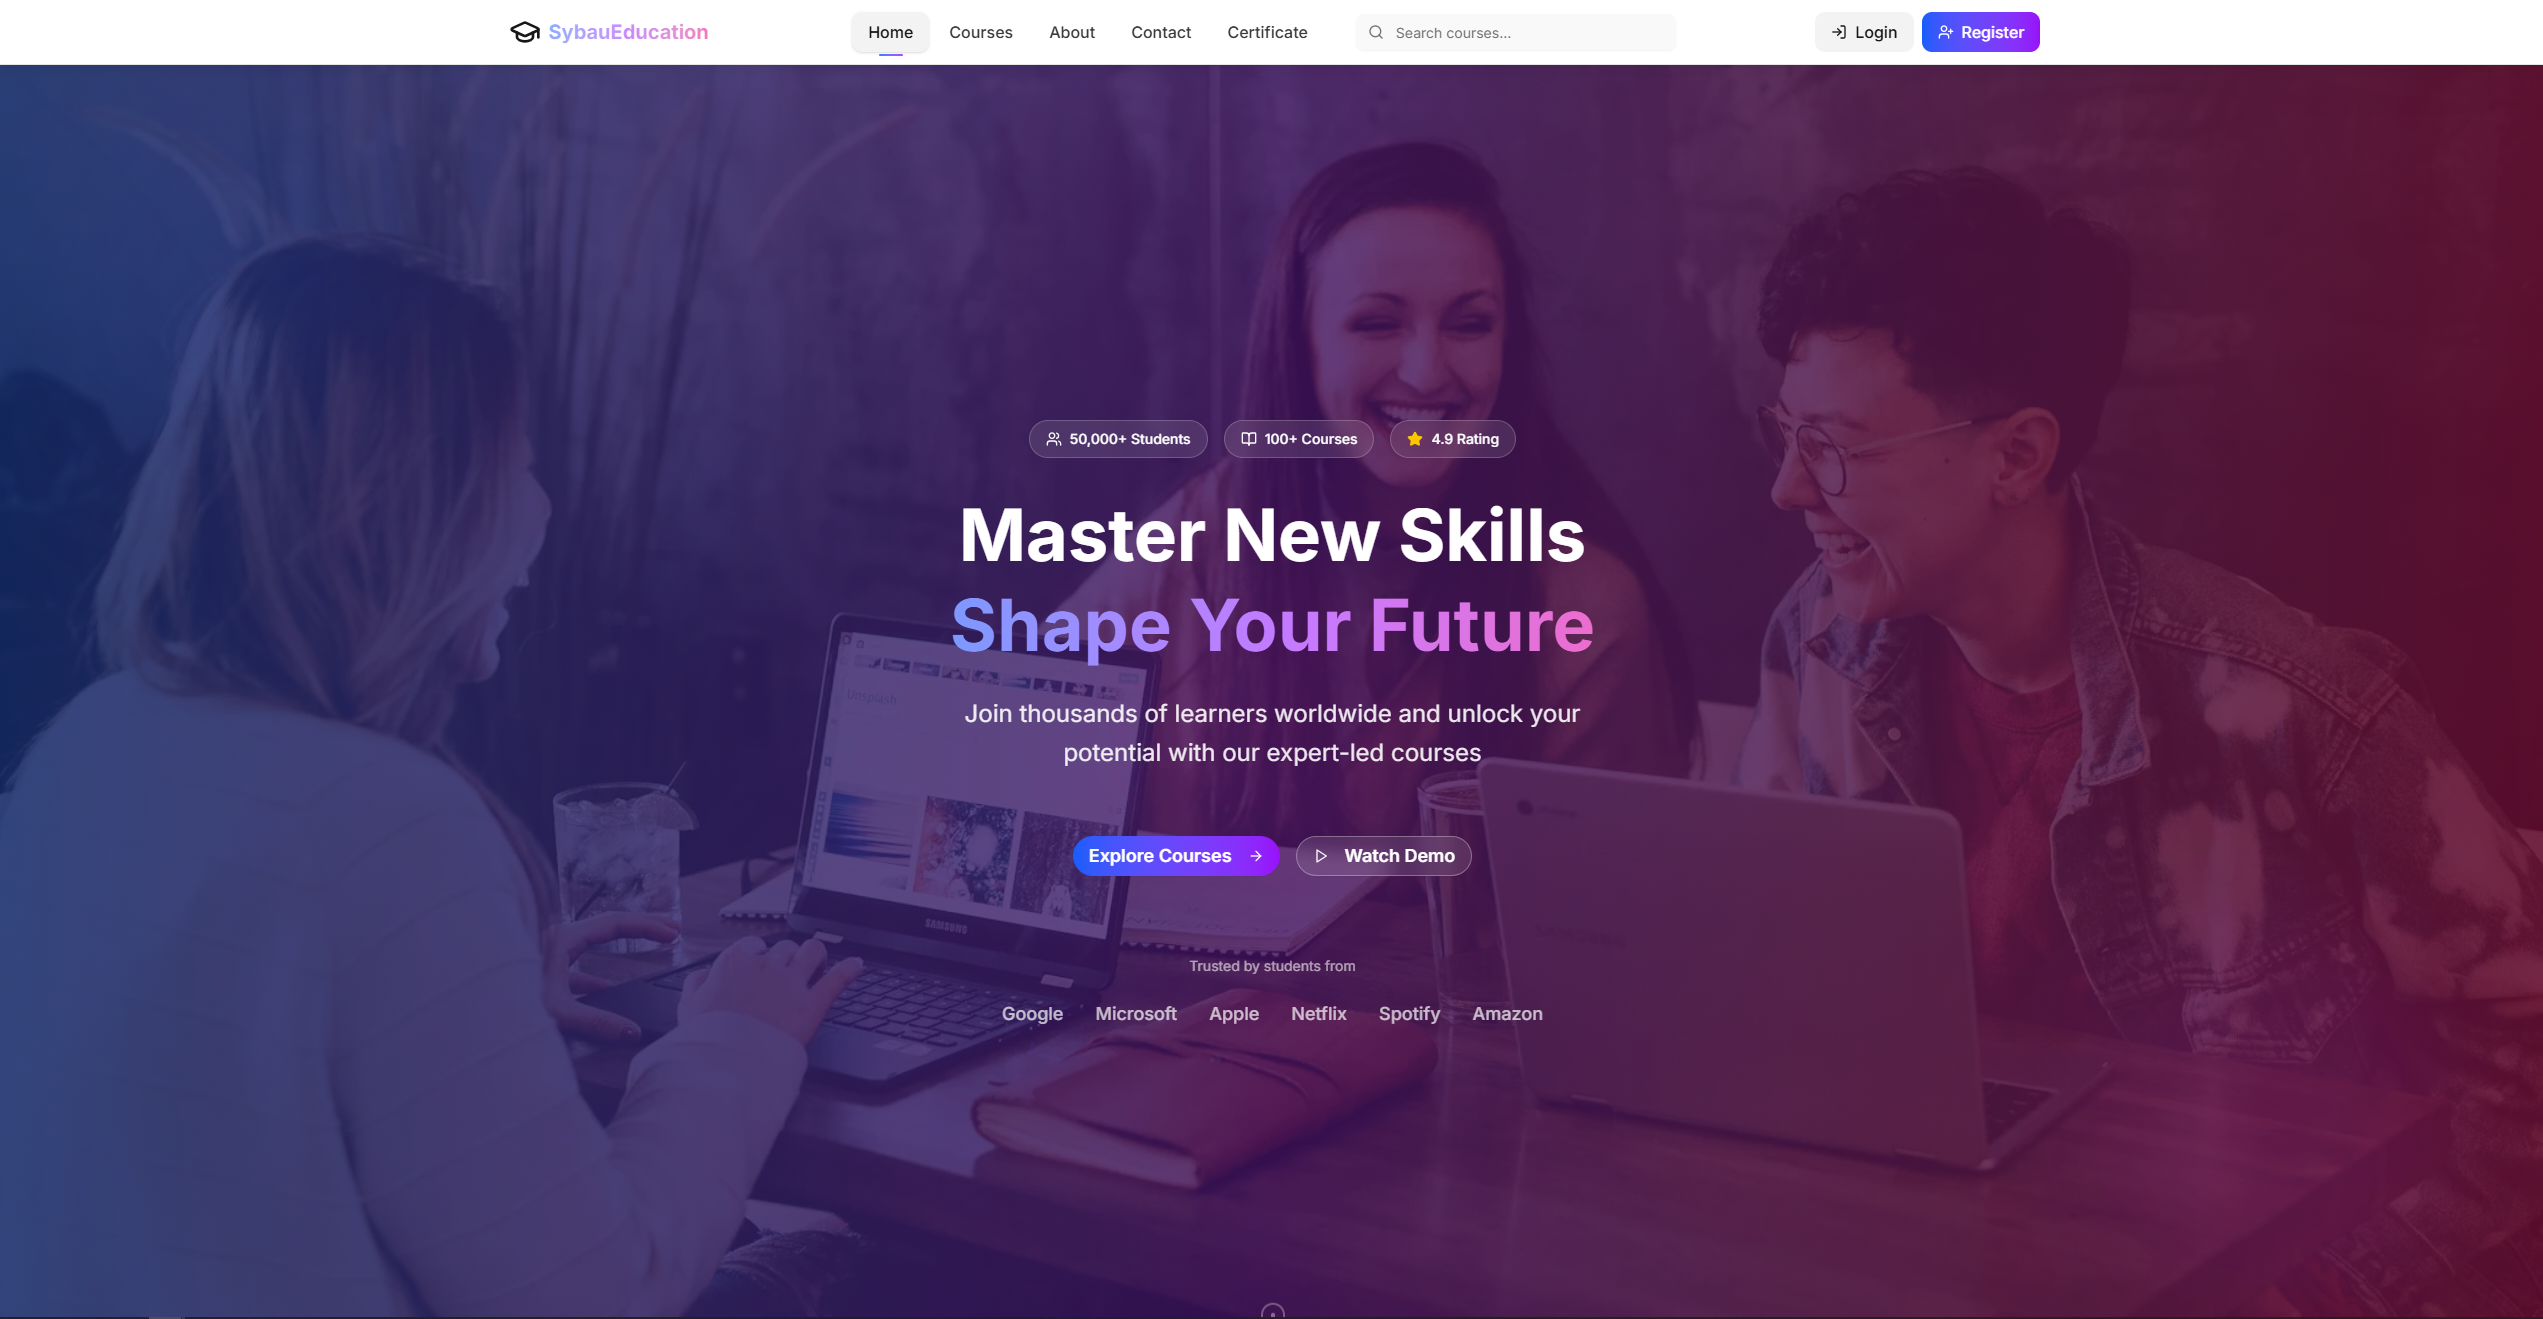 SybauEducation
Home Courses About Contact Certificate
Search courses...
Login
Register
50,000+ Students 100+ Courses 4.9 Rating
Master New Skills
Shape Your Future
Unsplash
Join thousands of learners worldwide and unlock your
potential with our expert-led courses
Explore Courses Watch Demo
SAMSUNG
Trusted by students from
Google Microsoft Apple Netflix Spotify Amazon